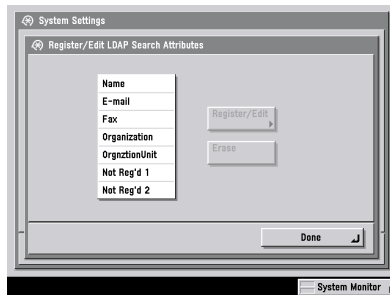 System Settings
Register/Edit LDAP Search Attributes
Name
E-mail
Fax
Organization
OrgnztionUnit
Not Reg'd 1
Not Reg'd 2
Register/Edit
Erase
Done
System Monitor